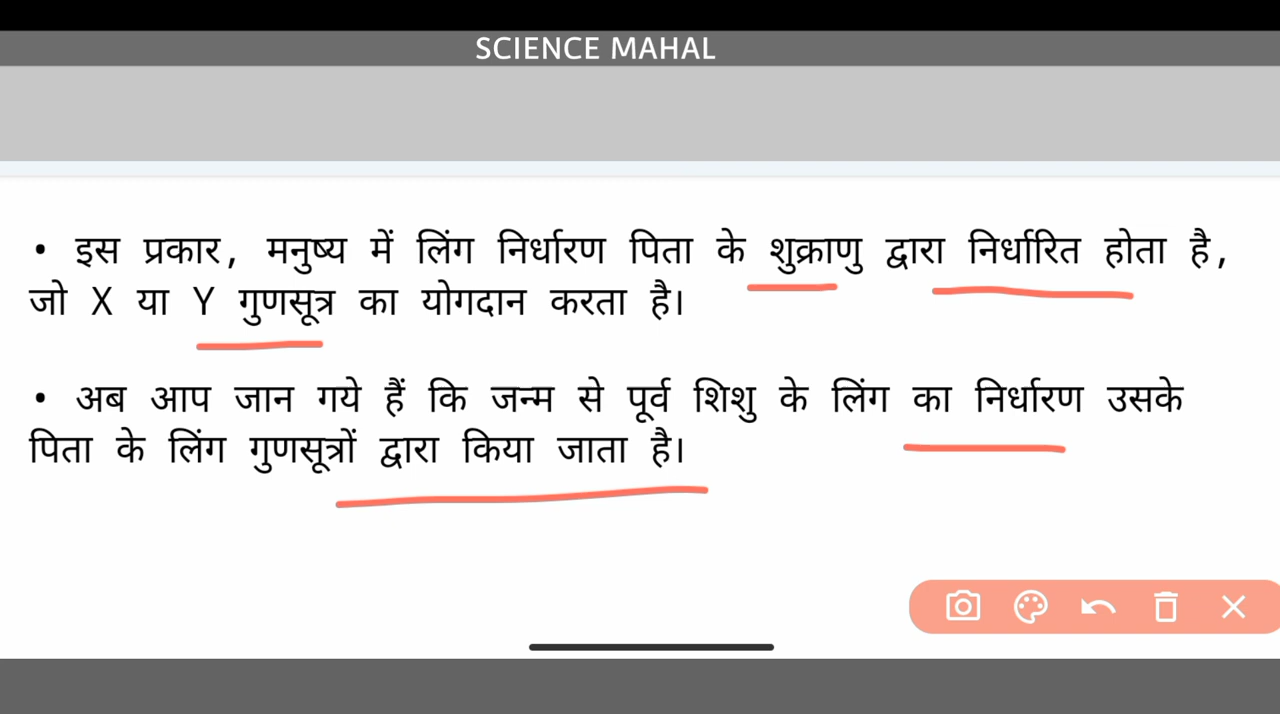 SCIENCE MAHAL
• इस प्रकार, मनुष्य में लिंग निर्धारण पिता के शुक्राणु द्वारा निर्धारित होता है,
जो X या Y गुणसूत्र का योगदान करता है।
• अब आप जान गये हैं कि जन्म से पूर्व शिशु के लिंग का निर्धारण उसके
पिता के लिंग गुणसूत्रों द्वारा किया जाता है।